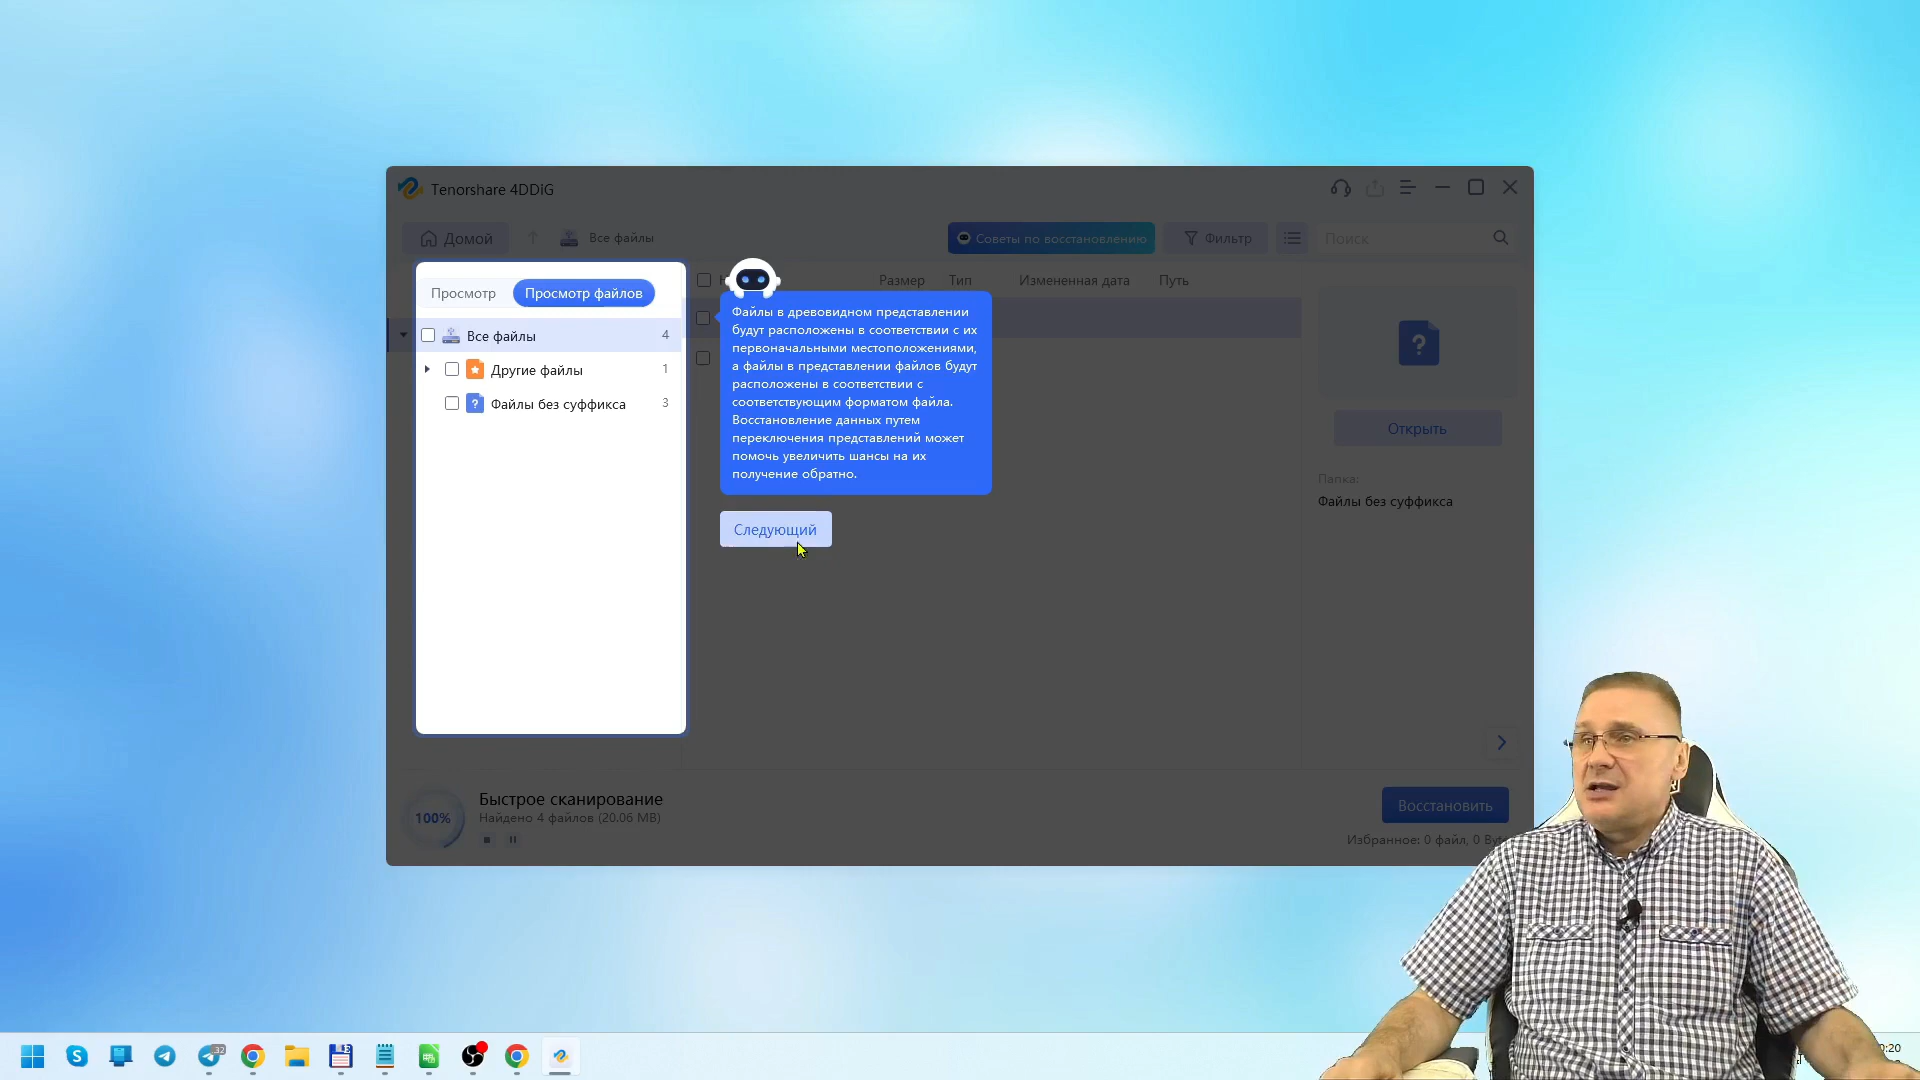 Tenorshare 4DDiG
Домой
Все файлы
Советы по восстановлению
Фильтр
Поиск
Просмотр
Просмотр файлов
Размер
Тип
Измененная дата
Путь
Все файлы
4
Другие файлы
1
Файлы без суффикса
3
Файлы в древовидном представлении
будут расположены в соответствии с их
первоначальными местоположениями,
а файлы в представлении файлов будут
расположены в соответствии с
соответствующим форматом файла.
Восстановление данных путем
переключения представлений может
помочь увеличить шансы на их
получение обратно.
Следующий
Открыть
Папка:
Файлы без суффикса
100%
Быстрое сканирование
Найдено 4 файлов (20.06 MB)
Восстановить
Избранное: 0 файл, 0
32